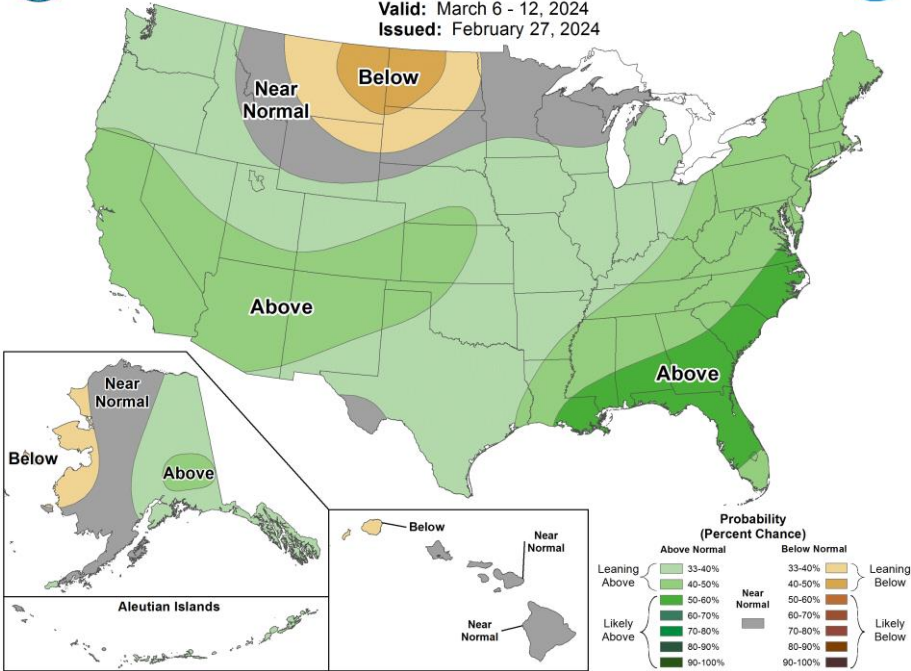 Valid: March 6 - 12, 2024
Issued: February 27, 2024
Near
Normal
Below
Above
Above
Near
Normal
Below
Above
Aleutian Islands
Below
Near
Normal
Near
Normal
Probability
(Percent Chance)
Above Normal
Below Normal
Leaning
Above
33-40%
40-50%
Likely
Above
50-60%
60-70%
70-80%
80-90%
90-100%
Near
Normal
33-40%
40-50%
Leaning
Below
50-60%
60-70%
70-80%
80-90%
90-100%
Likely
Below